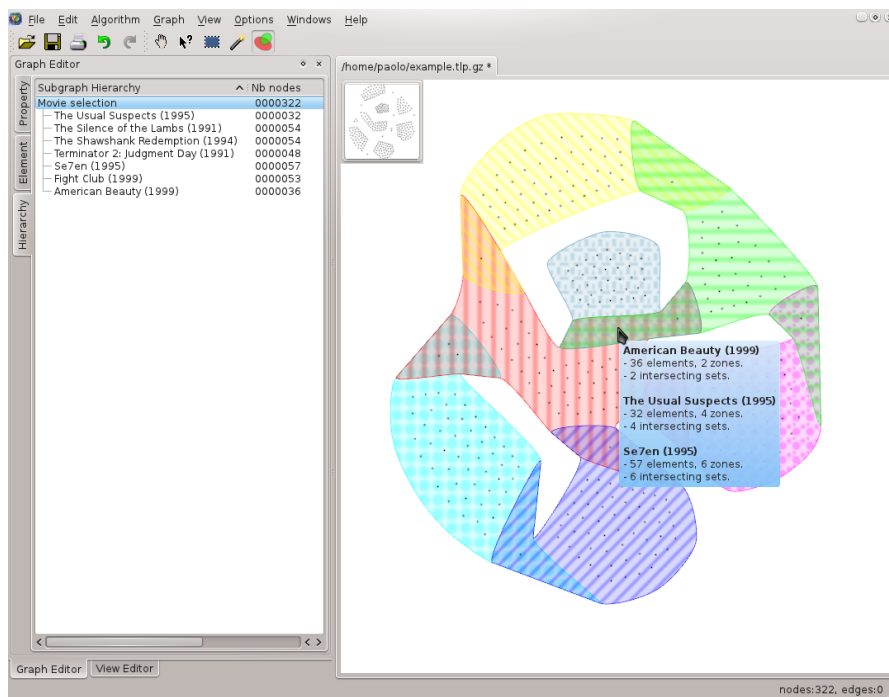 File Edit Algorithm Graph View Options Windows Help
Graph Editor
/home/paolo/example.tlp.gz *
Property
Element
Hierarchy
Subgraph Hierarchy Nb nodes
Movie selection 0000322
The Usual Suspects (1995) 0000032
The Silence of the Lambs (1991) 0000054
The Shawshank Redemption (1994) 0000054
Terminator 2: Judgment Day (1991) 0000048
Se7en (1995) 0000057
Fight Club (1999) 0000053
American Beauty (1999) 0000036
American Beauty (1999)
- 36 elements, 2 zones.
- 2 intersecting sets.
The Usual Suspects (1995)
- 32 elements, 4 zones.
- 4 intersecting sets.
Se7en (1995)
- 57 elements, 6 zones.
- 6 intersecting sets.
Graph Editor View Editor
nodes:322, edges:0